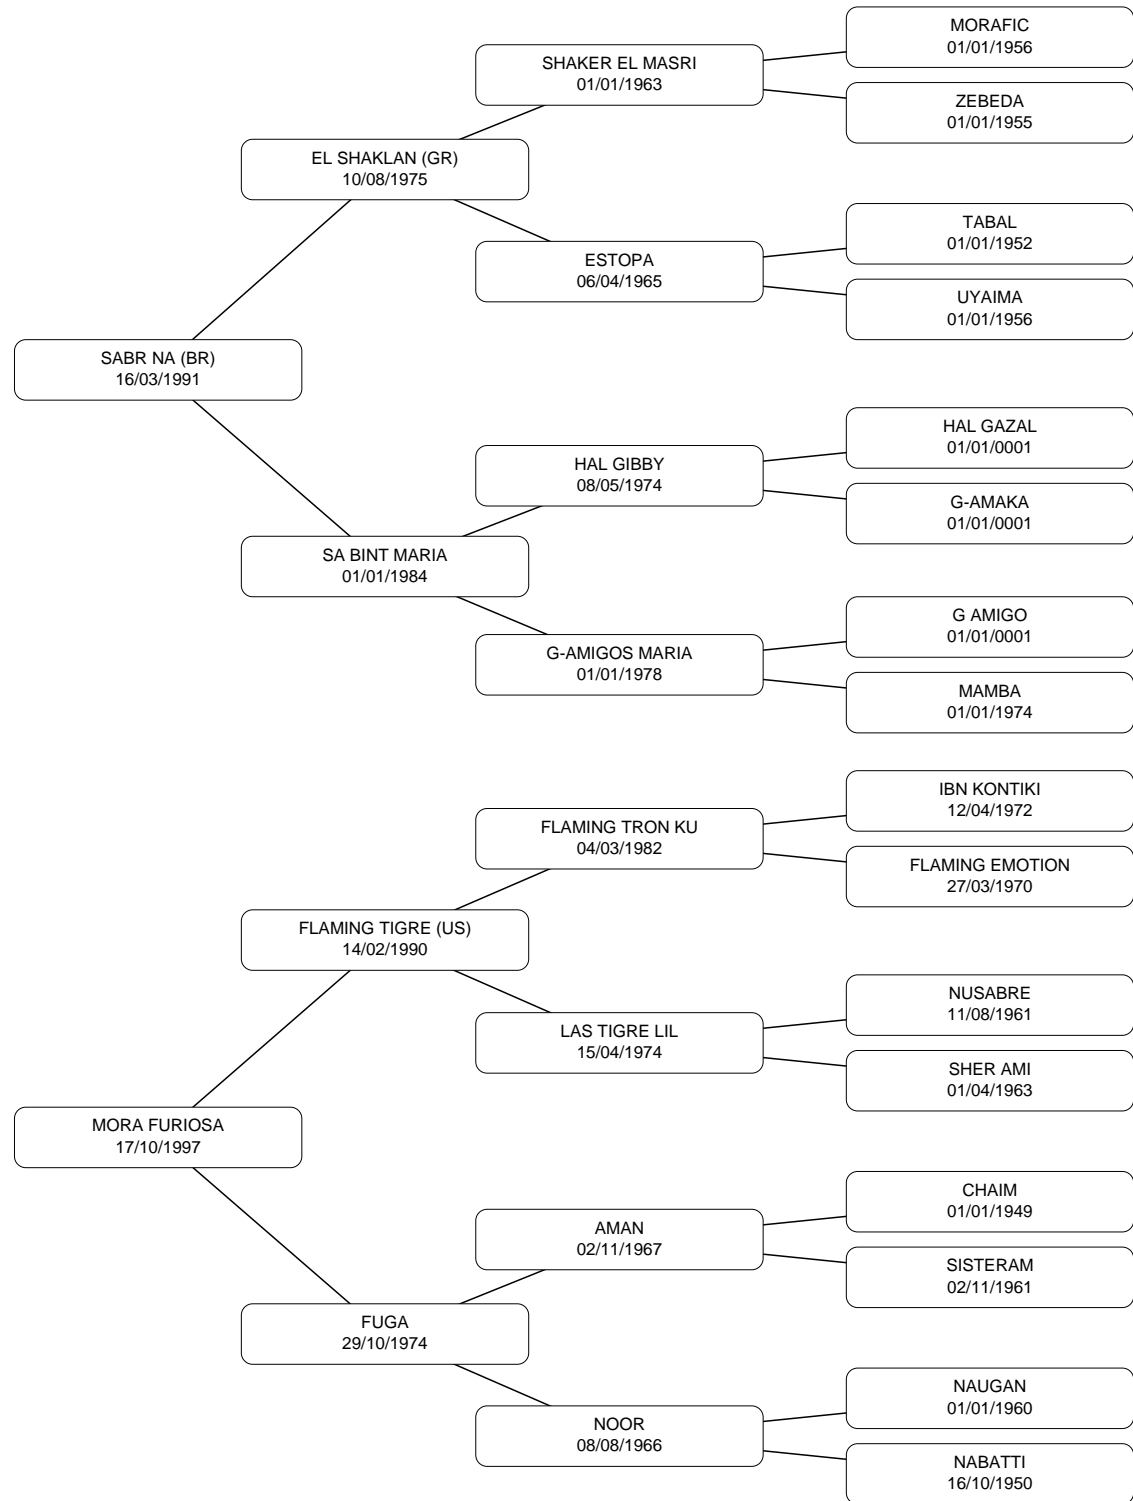 MORAFIC
01/01/1956
SHAKER EL MASRI
01/01/1963
ZEBEDA
01/01/1955
EL SHAKLAN (GR)
10/08/1975
TABAL
01/01/1952
ESTOPA
06/04/1965
UYAIMA
01/01/1956
SABR NA (BR)
16/03/1991
HAL GAZAL
01/01/0001
HAL GIBBY
08/05/1974
G-AMAKA
01/01/0001
SA BINT MARIA
01/01/1984
G AMIGO
01/01/0001
G-AMIGOS MARIA
01/01/1978
MAMBA
01/01/1974
IBN KONTIKI
12/04/1972
FLAMING TRON KU
04/03/1982
FLAMING EMOTION
27/03/1970
FLAMING TIGRE (US)
14/02/1990
NUSABRE
11/08/1961
LAS TIGRE LIL
15/04/1974
SHER AMI
01/04/1963
MORA FURIOSA
17/10/1997
CHAIM
01/01/1949
AMAN
02/11/1967
SISTERAM
02/11/1961
FUGA
29/10/1974
NAUGAN
01/01/1960
NOOR
08/08/1966
NABATTI
16/10/1950